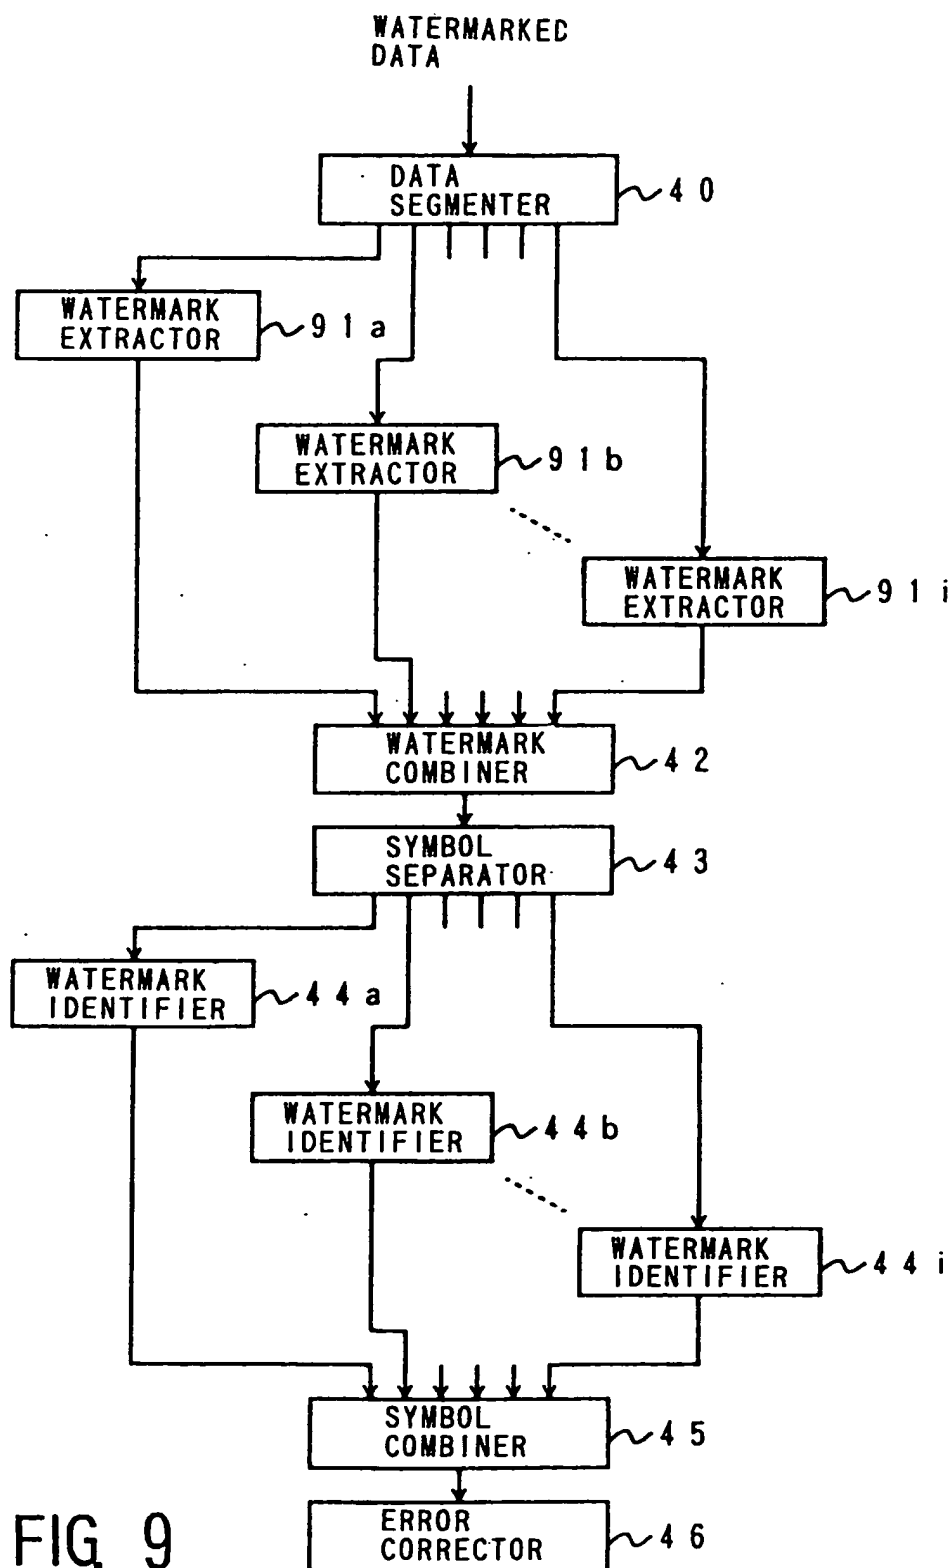 WATERMARKED
DATA
DATA
SEGMENTER
40
WATERMARK
EXTRACTOR
91a
WATERMARK
EXTRACTOR
91b
WATERMARK
EXTRACTOR
91i
WATERMARK
COMBINER
42
SYMBOL
SEPARATOR
43
WATERMARK
IDENTIFIER
44a
WATERMARK
IDENTIFIER
44b
WATERMARK
IDENTIFIER
44i
SYMBOL
COMBINER
45
ERROR
CORRECTOR
46
FIG. 9